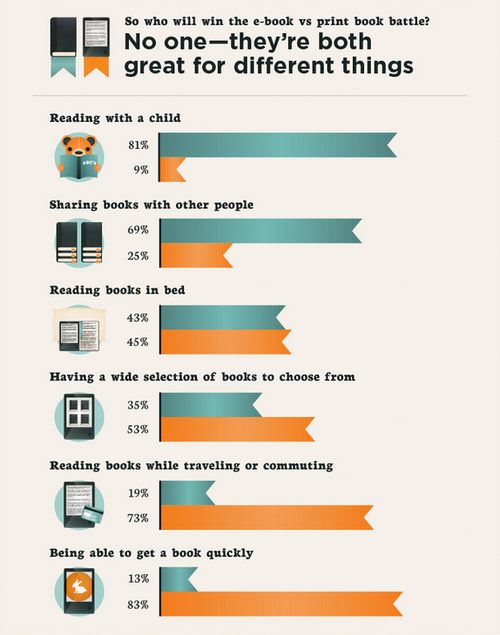 So who will win the e-book vs print book battle?
No one—they're both
great for different things
Reading with a child
81%
ABC's
9%
Sharing books with other people
69%
25%
Reading books in bed
43%
45%
Having a wide selection of books to choose from
35%
53%
Reading books while traveling or commuting
19%
73%
Being able to get a book quickly
13%
83%